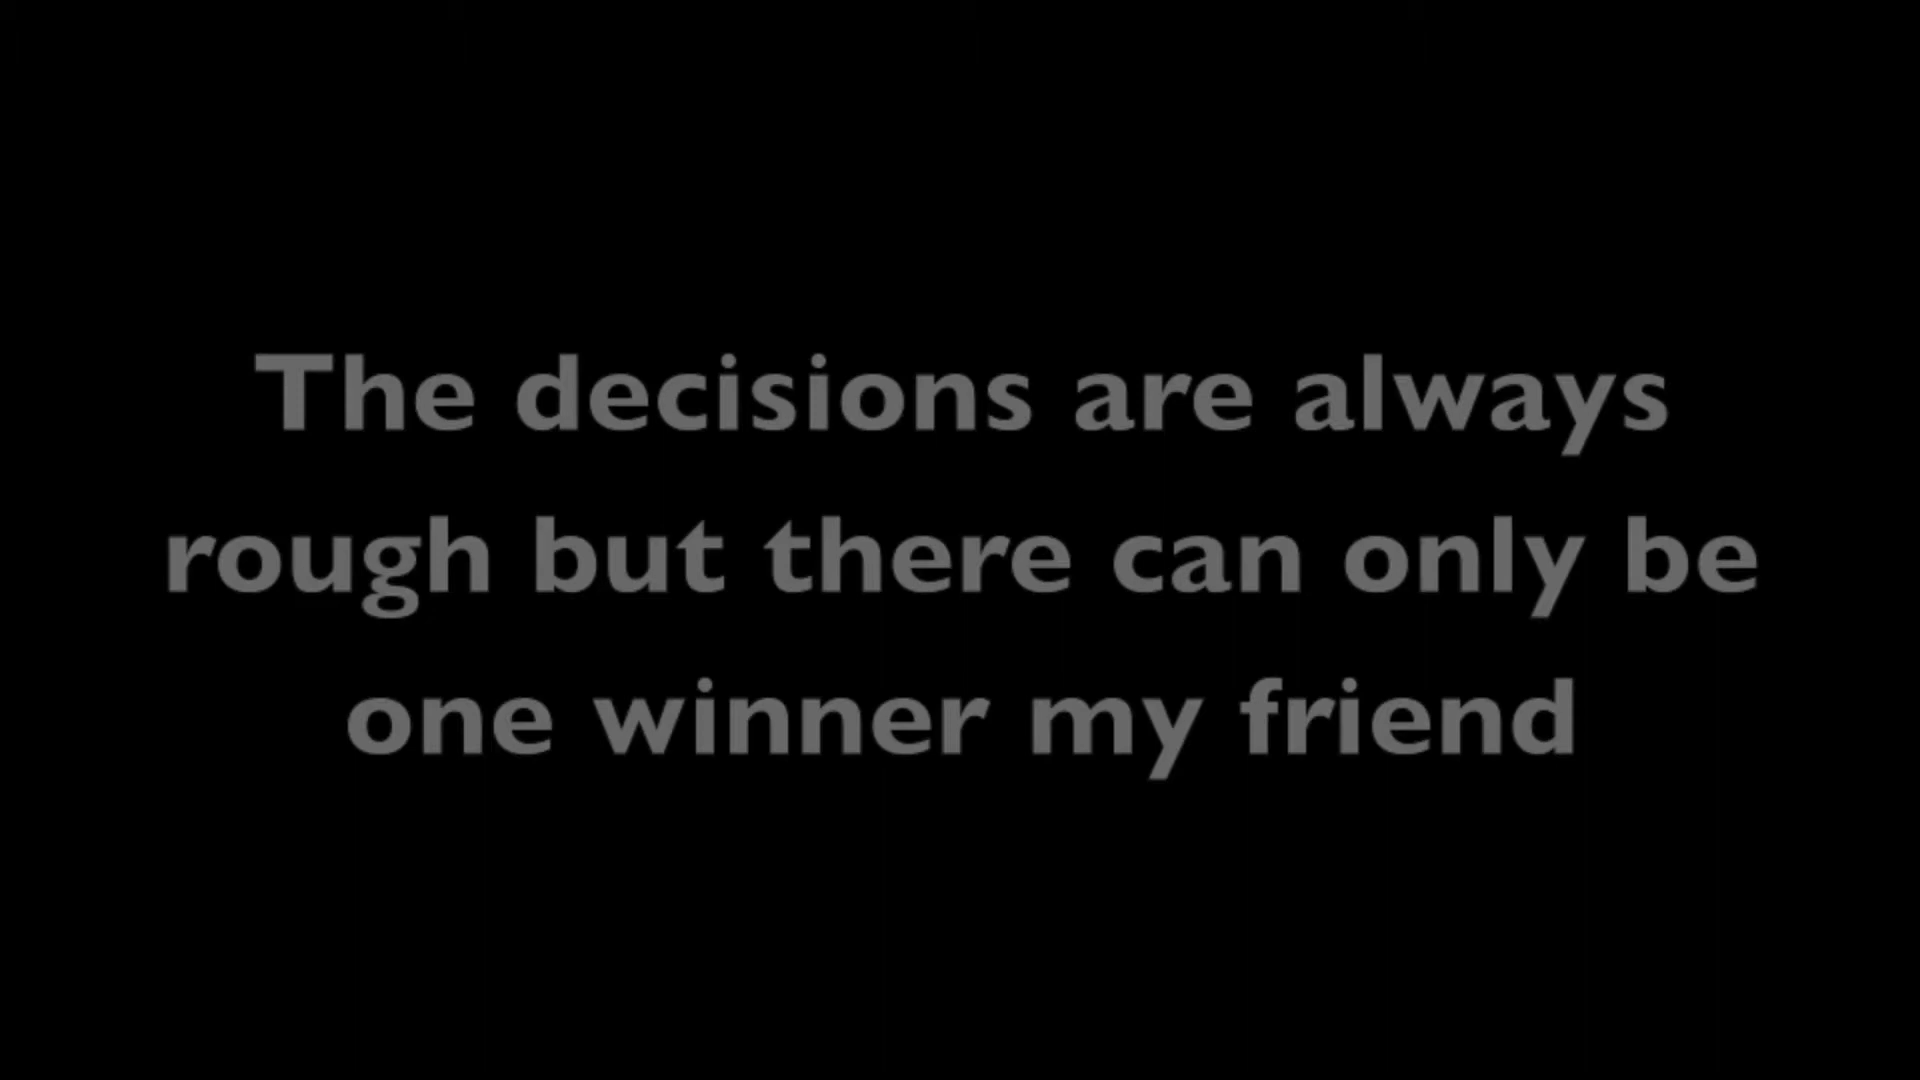 The decisions are always
rough but there can only be
one winner my friend